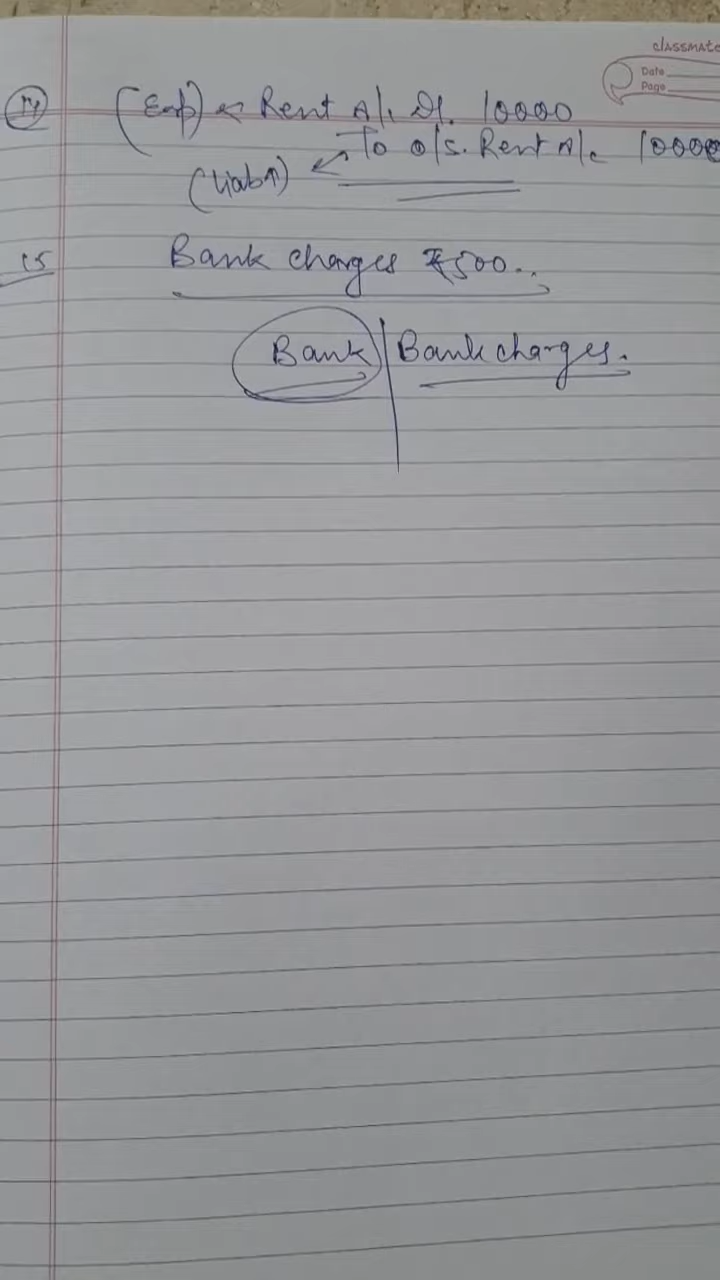 classmate
Date
Page
14 (Exp) ← Rent A/c Dr. 10000
To O/S. Rent A/c 10000
(Liab↑)
15 Bank charges ₹500..
Bank | Bank charges.